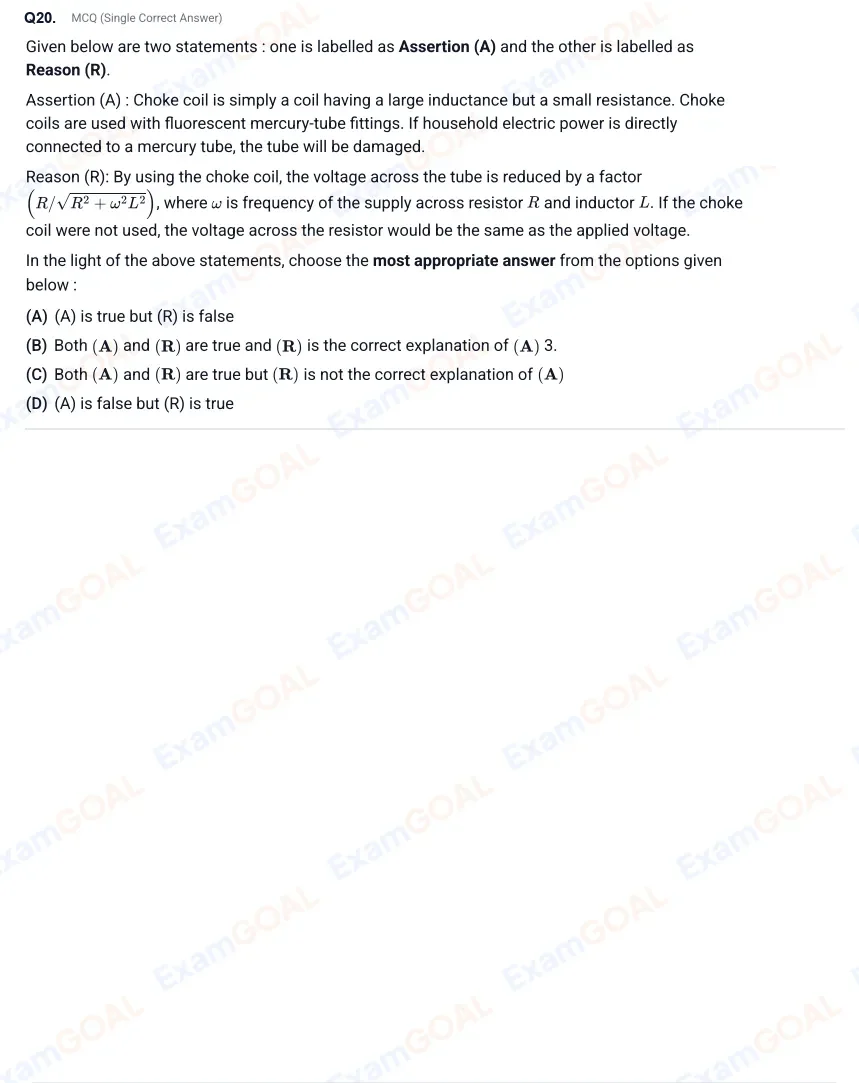 Q20. MCQ (Single Correct Answer)
Given below are two statements : one is labelled as Assertion (A) and the other is labelled as
Reason (R).
Assertion (A) : Choke coil is simply a coil having a large inductance but a small resistance. Choke
coils are used with fluorescent mercury-tube fittings. If household electric power is directly
connected to a mercury tube, the tube will be damaged.
Reason (R): By using the choke coil, the voltage across the tube is reduced by a factor
(R/√R² + ω²L²), where ω is frequency of the supply across resistor R and inductor L. If the choke
coil were not used, the voltage across the resistor would be the same as the applied voltage.
In the light of the above statements, choose the most appropriate answer from the options given
below :
(A) (A) is true but (R) is false
(B) Both (A) and (R) are true and (R) is the correct explanation of (A) 3.
(C) Both (A) and (R) are true but (R) is not the correct explanation of (A)
(D) (A) is false but (R) is true
ExamGOAL